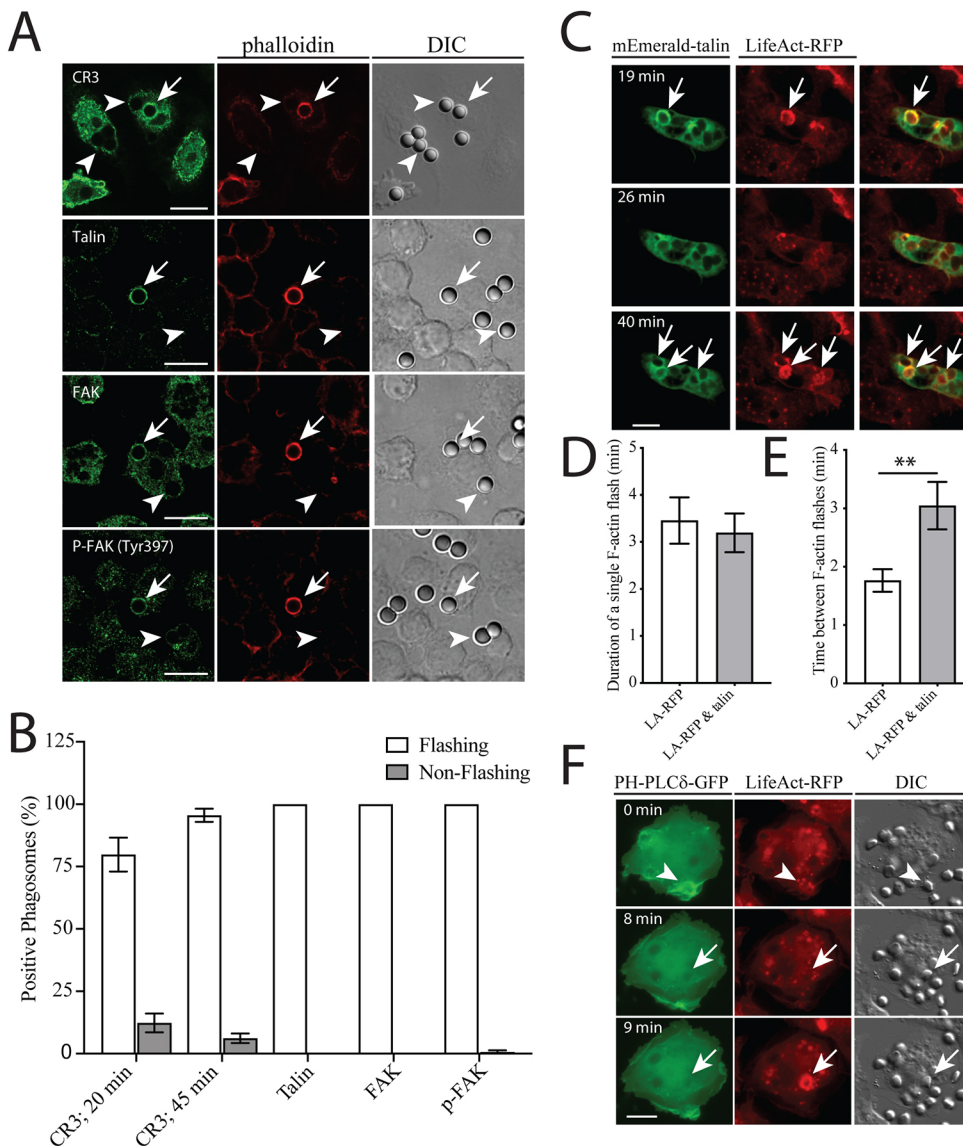 A
phalloidin
DIC
CR3
Talin
FAK
P-FAK (Tyr397)
B
Positive Phagosomes (%)
125
100
75
50
25
0
Flashing
Non-Flashing
CR3; 20 min
CR3; 45 min
Talin
FAK
p-FAK
C
mEmerald-talin
LifeAct-RFP
19 min
26 min
40 min
D
Duration of a single F-actin flash (min)
5
4
3
2
1
0
LA-RFP
LA-RFP & talin
E
Time between F-actin flashes (min)
4
3
2
1
0
**
LA-RFP
LA-RFP & talin
F
PH-PLCδ-GFP
LifeAct-RFP
DIC
0 min
8 min
9 min